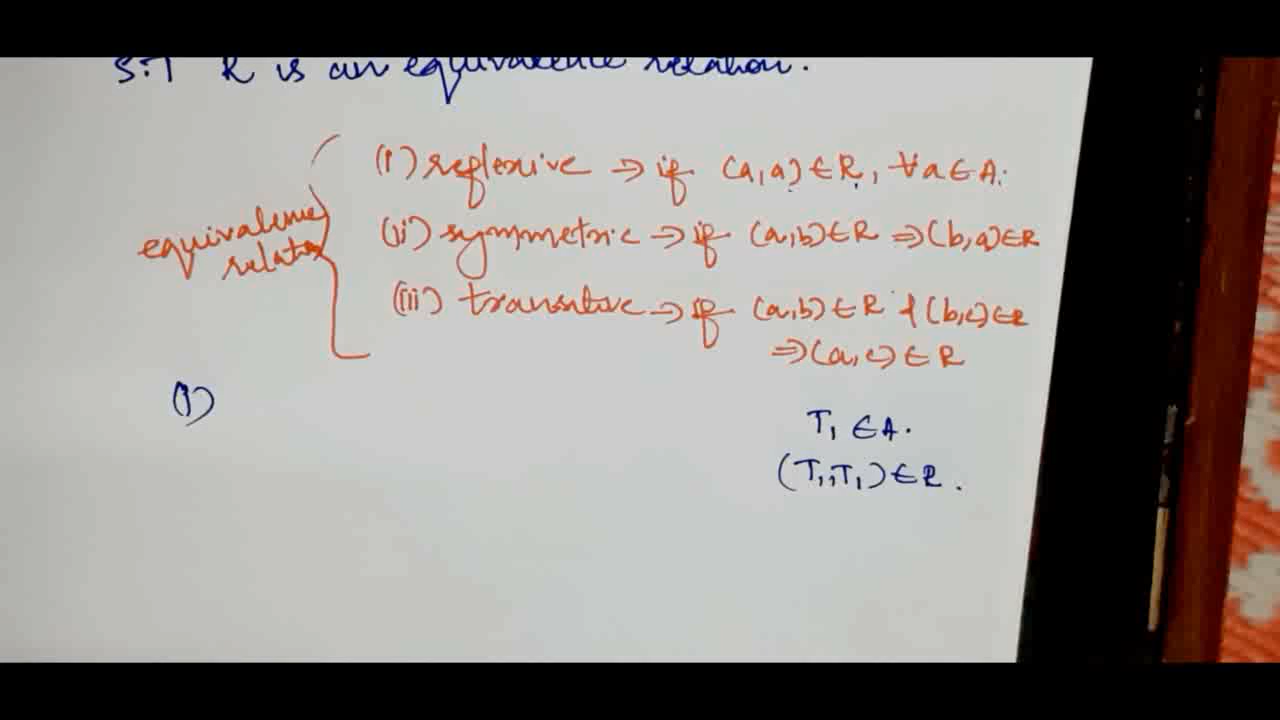 S.T R is an equivalence relation.
(i) reflexive → if (a,a) ∈ R, ∀a ∈ A.
(ii) symmetric → if (a,b) ∈ R ⇒ (b,a) ∈ R
equivalence
relation
(iii) transitive → if (a,b) ∈ R & (b,c) ∈ R
⇒ (a,c) ∈ R
(i)
T₁ ∈ A.
(T₁,T₁) ∈ R.